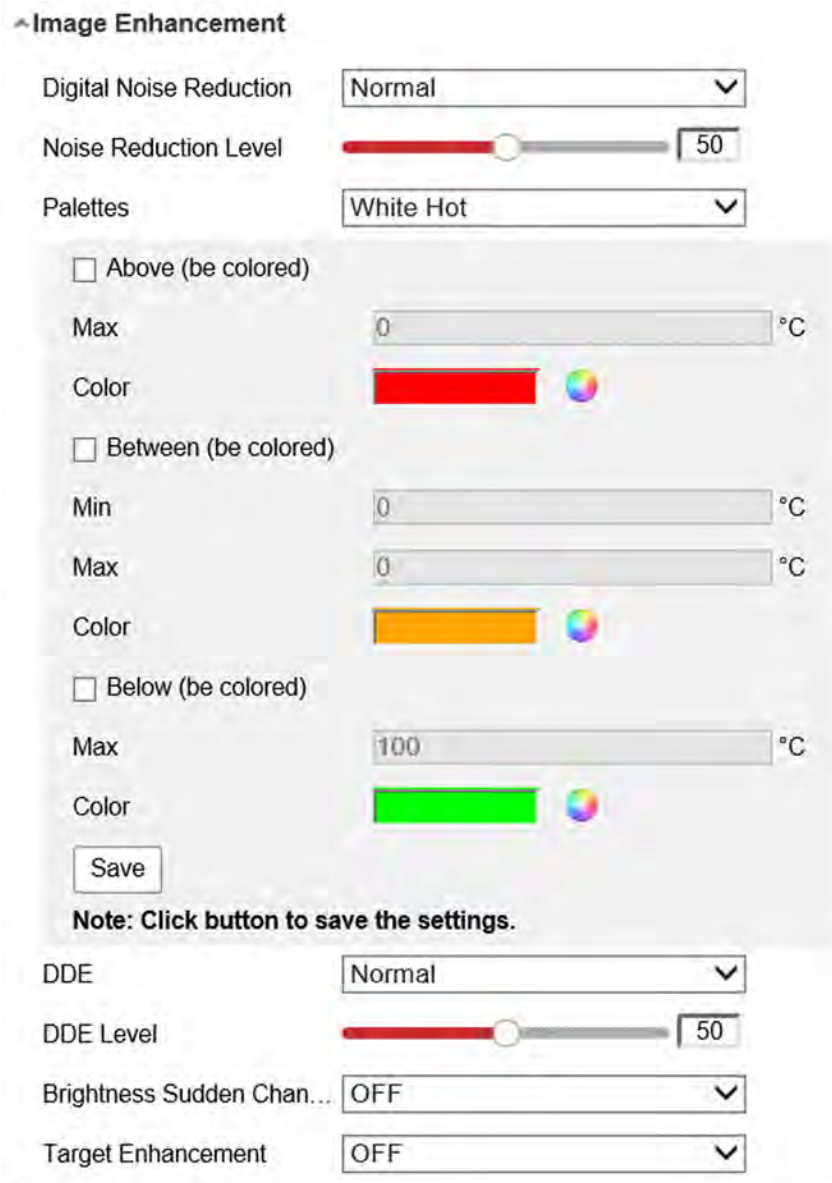 Image Enhancement
Digital Noise Reduction Normal
Noise Reduction Level 50
Palettes White Hot
Above (be colored)
Max 0 °C
Color
Between (be colored)
Min 0 °C
Max 0 °C
Color
Below (be colored)
Max 100 °C
Color
Save
Note: Click button to save the settings.
DDE Normal
DDE Level 50
Brightness Sudden Chan... OFF
Target Enhancement OFF